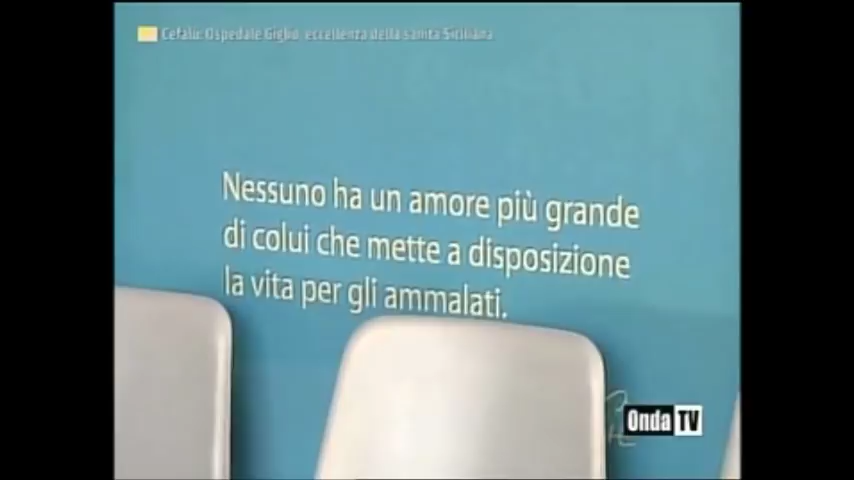 Cefalù: Ospedale Giglio, eccellenza della sanità Siciliana
Nessuno ha un amore più grande
di colui che mette a disposizione
la vita per gli ammalati.
Onda TV